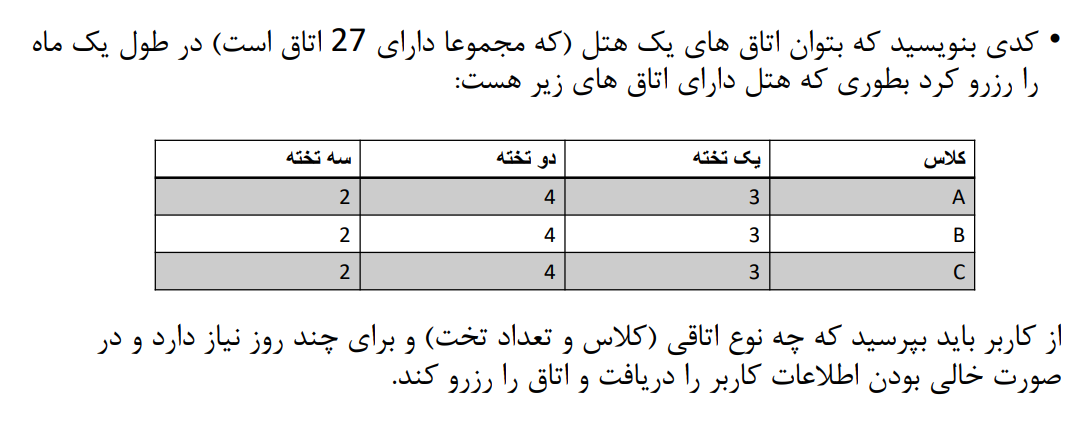 • کدی بنویسید که بتوان اتاق های یک هتل (که مجموعا دارای 27 اتاق است) در طول یک ماه
را رزرو کرد بطوری که هتل دارای اتاق های زیر هست:
کلاس یک تخته دو تخته سه تخته
A 3 4 2
B 3 4 2
C 3 4 2
از کاربر باید بپرسید که چه نوع اتاقی (کلاس و تعداد تخت) و برای چند روز نیاز دارد و در
صورت خالی بودن اطلاعات کاربر را دریافت و اتاق را رزرو کند.